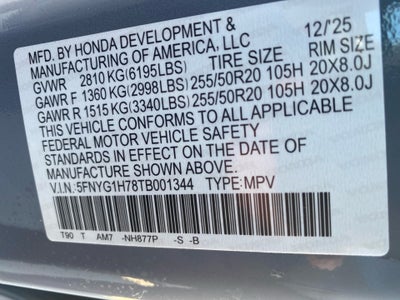 MFD. BY HONDA DEVELOPMENT & 12/'25
MANUFACTURING OF AMERICA, LLC
GVWR 2810 KG(6195LBS) TIRE SIZE RIM SIZE
GAWR F 1360 KG(2998LBS) 255/50R20 105H 20X8.0J
GAWR R 1515 KG(3340LBS) 255/50R20 105H 20X8.0J
THIS VEHICLE CONFORMS TO ALL APPLICABLE
FEDERAL MOTOR VEHICLE SAFETY
STANDARDS IN EFFECT ON THE DATE OF
MANUFACTURE SHOWN ABOVE.
V.I.N.:5FNYG1H78TB001344 TYPE:MPV
T90 T AM7 -NH877P -S -B